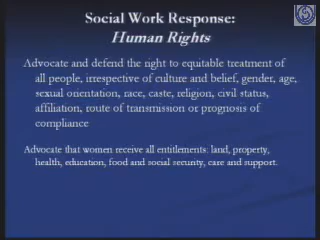 Social Work Response:
Human Rights
Advocate and defend the right to equitable treatment of
all people, irrespective of culture and belief, gender, age,
sexual orientation, race, caste, religion, civil status,
affiliation, route of transmission or prognosis of
compliance
Advocate that women receive all entitlements: land, property,
health, education, food and social security, care and support.